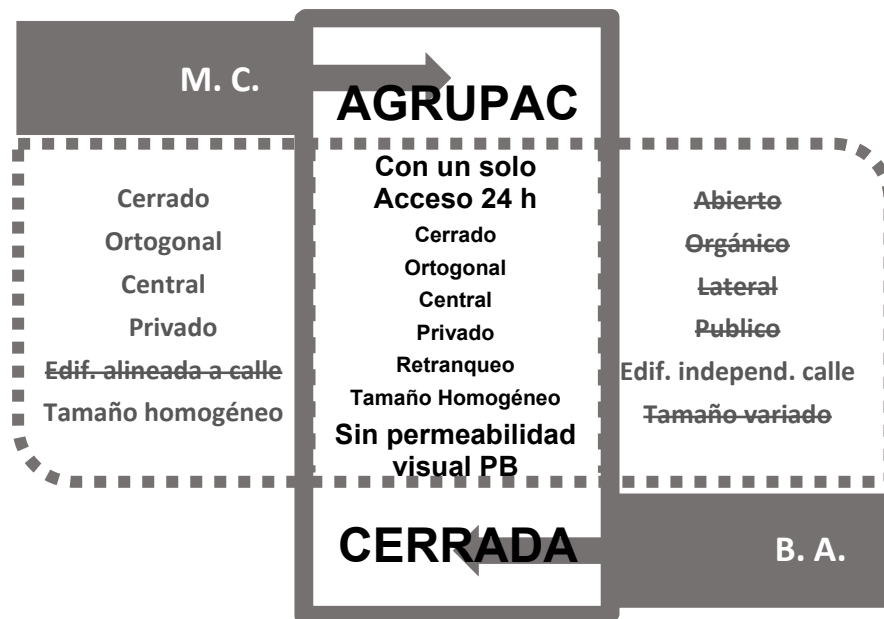 M. C.
AGRUPAC
Con un solo
Acceso 24 h
Cerrado
Ortogonal
Central
Privado
Retranqueo
Tamaño Homogéneo
Sin permeabilidad
visual PB
CERRADA
Cerrado
Ortogonal
Central
Privado
Edif. alineada a calle
Tamaño homogéneo
Abierto
Orgánico
Lateral
Publico
Edif. independ. calle
Tamaño variado
B. A.